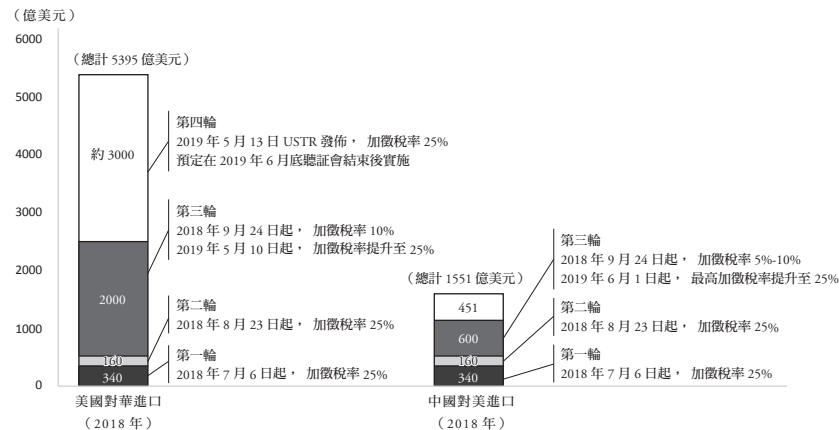 （億美元）
6000
5000
4000
3000
2000
1000
0
（總計 5395 億美元）
約 3000
2000
160
340
第四輪
2019 年 5 月 13 日 USTR 發佈， 加徵稅率 25%
預定在 2019 年 6 月底聽証會結束後實施
第三輪
2018 年 9 月 24 日起， 加徵稅率 10%
2019 年 5 月 10 日起， 加徵稅率提升至 25%
第二輪
2018 年 8 月 23 日起， 加徵稅率 25%
第一輪
2018 年 7 月 6 日起， 加徵稅率 25%
美國對華進口
（2018 年）
（總計 1551 億美元）
451
600
160
340
第三輪
2018 年 9 月 24 日起， 加徵稅率 5%-10%
2019 年 6 月 1 日起， 最高加徵稅率提升至 25%
第二輪
2018 年 8 月 23 日起， 加徵稅率 25%
第一輪
2018 年 7 月 6 日起， 加徵稅率 25%
中國對美進口
（2018 年）